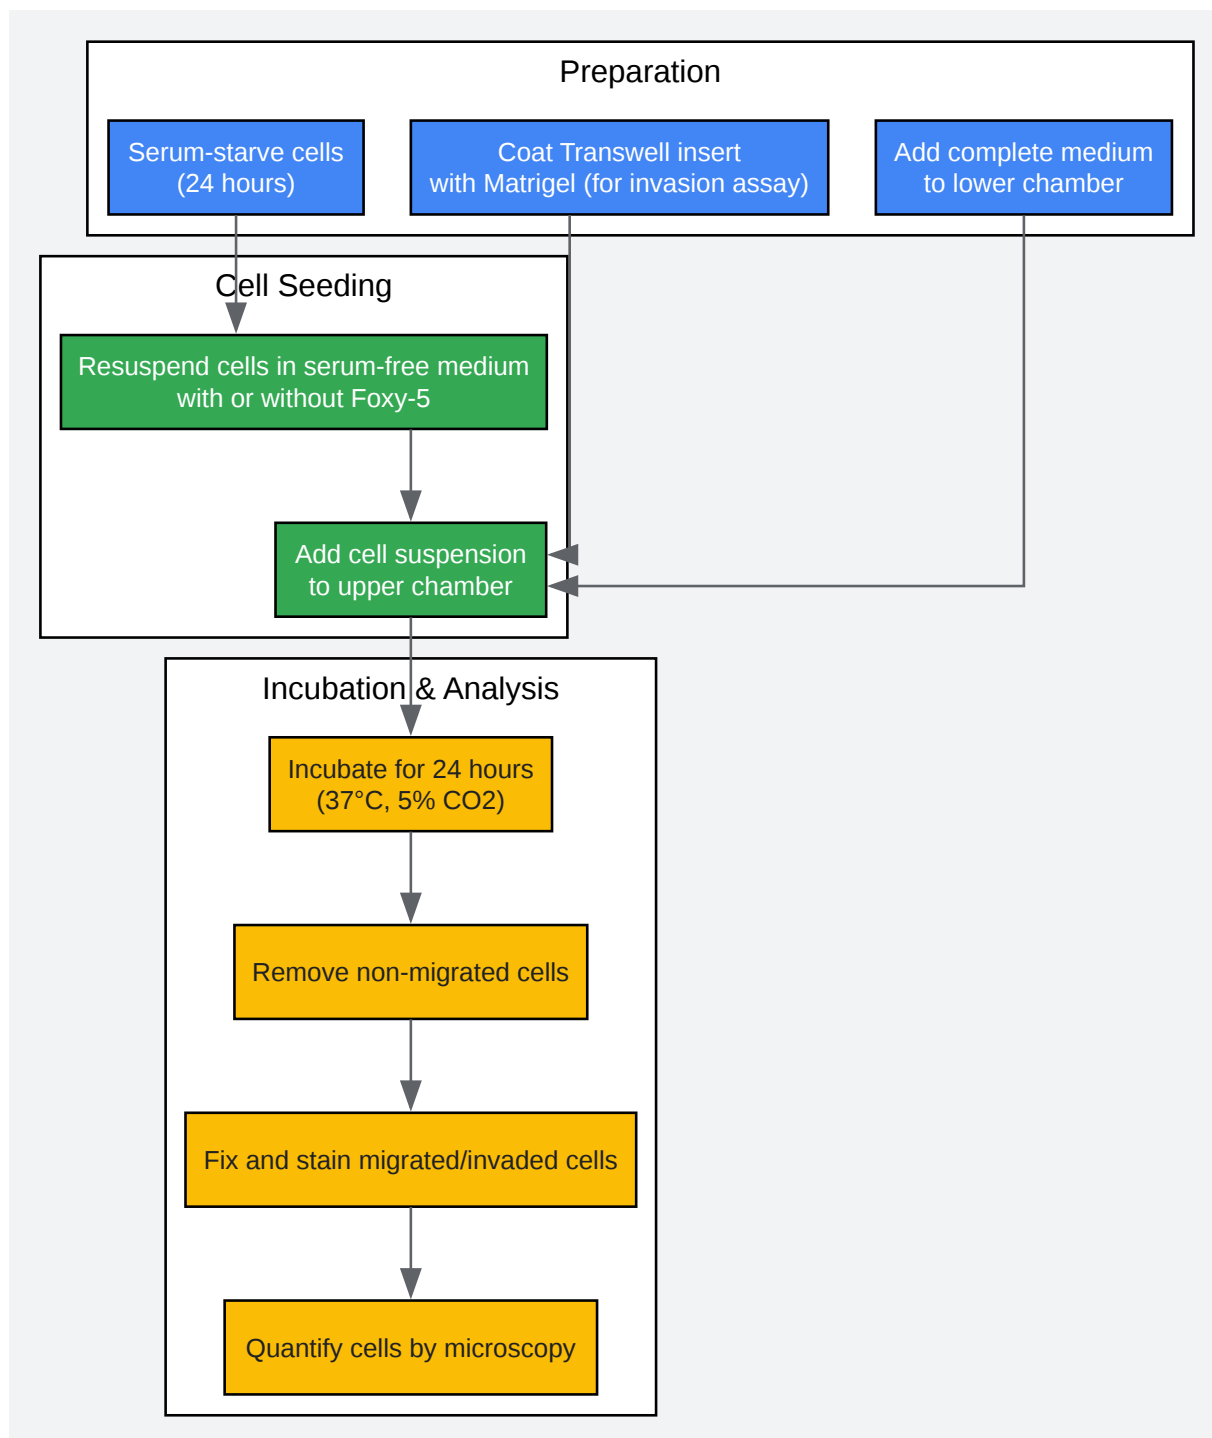 Preparation
Serum-starve cells
(24 hours)
Coat Transwell insert
with Matrigel (for invasion assay)
Add complete medium
to lower chamber
Cell Seeding
Resuspend cells in serum-free medium
with or without Foxy-5
Add cell suspension
to upper chamber
Incubation & Analysis
Incubate for 24 hours
(37°C, 5% CO2)
Remove non-migrated cells
Fix and stain migrated/invaded cells
Quantify cells by microscopy